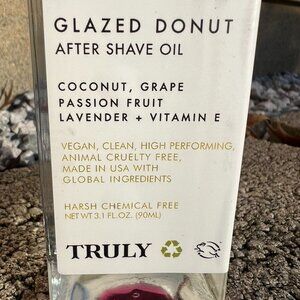 GLAZED DONUT
AFTER SHAVE OIL
COCONUT, GRAPE
PASSION FRUIT
LAVENDER + VITAMIN E
VEGAN, CLEAN, HIGH PERFORMING,
ANIMAL CRUELTY FREE,
MADE IN USA WITH
GLOBAL INGREDIENTS
HARSH CHEMICAL FREE
NET WT 3.1 FL.OZ. (90ML)
TRULY